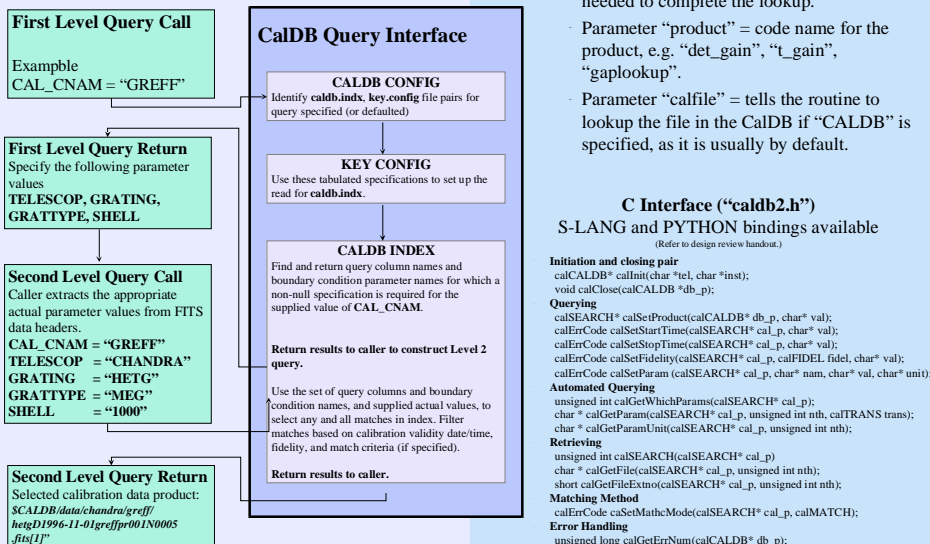 First Level Query Call
Exampble
CAL_CNAM = “GREFF”
First Level Query Return
Specify the following parameter
values
TELESCOP, GRATING,
GRATTYPE, SHELL
Second Level Query Call
Caller extracts the appropriate
actual parameter values from FITS
data headers.
CAL_CNAM = “GREFF”
TELESCOP = “CHANDRA”
GRATING = “HETG”
GRATTYPE = “MEG”
SHELL = “1000”
Second Level Query Return
Selected calibration data product:
$CALDB/data/chandra/greff/
hetgD1996-11-01greffpr001N0005
.fits[1]”
CalDB Query Interface
CALDB CONFIG
Identify caldb.indx, key.config file pairs for
query specified (or defaulted)
KEY CONFIG
Use these tabulated specifications to set up the
read for caldb.indx.
CALDB INDEX
Find and return query column names and
boundary condition parameter names for which a
non-null specification is required for the
supplied value of CAL_CNAM.
Return results to caller to construct Level 2
query.
Use the set of query columns and boundary
condition names, and supplied actual values, to
select any and all matches in index. Filter
matches based on calibration validity date/time,
fidelity, and match criteria (if specified).
Return results to caller.
needed to complete the lookup.
- Parameter “product” = code name for the
product, e.g. “det_gain”, “t_gain”,
“gaplookup”.
- Parameter “calfile” = tells the routine to
lookup the file in the CalDB if “CALDB” is
specified, as it is usually by default.
C Interface (“caldb2.h”)
S-LANG and PYTHON bindings available
(Refer to design review handout.)
Initiation and closing pair
calCALDB* calInit(char *tel, char *inst);
void calClose(calCALDB *db_p);
Querying
calSEARCH* calSetProduct(calCALDB* db_p, char* val);
calErrCode calSetStartTime(calSEARCH* cal_p, char* val);
calErrCode calSetStopTime(calSEARCH* cal_p, char* val);
calErrCode calSetFidelity(calSEARCH* cal_p, calFIDEL fidel, char* val);
calErrCode calSetParam (calSEARCH* cal_p, char* nam, char* val, char* unit);
Automated Querying
unsigned int calGetWhichParams(calSEARCH* cal_p);
char * calGetParam(calSEARCH* cal_p, unsigned int nth, calTRANS trans);
char * calGetParamUnit(calSEARCH* cal_p, unsigned int nth);
Retrieving
unsigned int calSEARCH(calSEARCH* cal_p)
char * calGetFile(calSEARCH* cal_p, unsigned int nth);
short calGetFileExtno(calSEARCH* cal_p, unsigned int nth);
Matching Method
calErrCode caSetMathcMode(calSEARCH* cal_p, calMATCH);
Error Handling
unsigned long calGetErrNum(calCALDB* db_p);